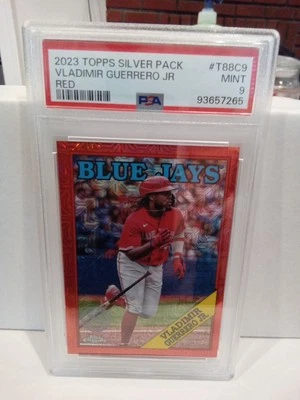 2023 TOPPS SILVER PACK
#T88C9
VLADIMIR GUERRERO JR
MINT
RED
9
PSA
93657265
BLUE JAYS
VLADIMIR
GUERRERO JR.